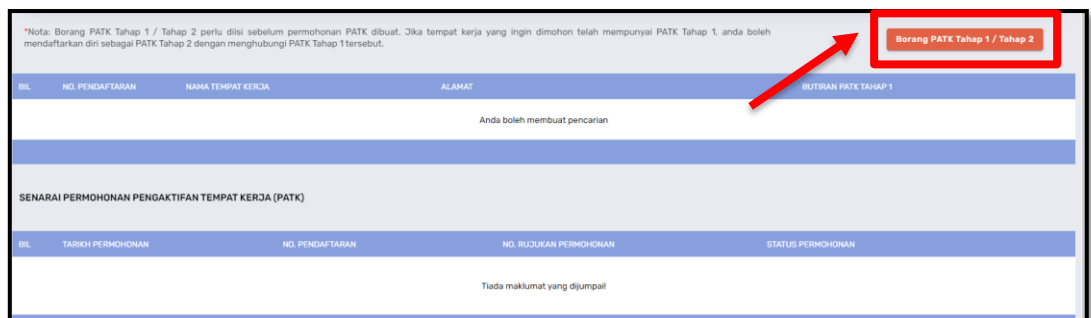 *Nota: Borang PATK Tahap 1 / Tahap 2 perlu diisi sebelum permohonan PATK dibuat. Jika tempat kerja yang ingin dimohon telah mempunyai PATK Tahap 1, anda boleh
mendaftarkan diri sebagai PATK Tahap 2 dengan menghubungi PATK Tahap 1 tersebut.
Borang PATK Tahap 1 / Tahap 2
BIL NO. PENDAFTARAN NAMA TEMPAT KERJA ALAMAT BUTIRAN PATK TAHAP 1
Anda boleh membuat pencarian
SENARAI PERMOHONAN PENGAKTIFAN TEMPAT KERJA (PATK)
BIL TARIKH PERMOHONAN NO. PENDAFTARAN NO. RUJUKAN PERMOHONAN STATUS PERMOHONAN
Tiada maklumat yang dijumpai!